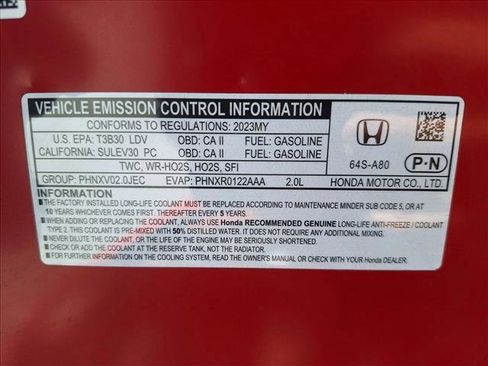 VEHICLE EMISSION CONTROL INFORMATION
CONFORMS TO REGULATIONS: 2023MY
U.S. EPA: T3B30 LDV OBD: CA II FUEL: GASOLINE
CALIFORNIA: SULEV30 PC OBD: CA II FUEL: GASOLINE
TWC, WR-HO2S, HO2S, SFI
64S-A80
P-N
GROUP: PHNXV02.0JEC EVAP: PHNXR0122AAA 2.0L HONDA MOTOR CO., LTD.
IMPORTANT INFORMATION
THE FACTORY INSTALLED LONG-LIFE COOLANT MUST BE REPLACED ACCORDING TO MAINTENANCE MINDER SUB CODE 5, OR AT
10 YEARS WHICHEVER COMES FIRST. THEREAFTER EVERY 5 YEARS.
WHEN ADDING OR REPLACING COOLANT, ALWAYS USE Honda RECOMMENDED GENUINE LONG-LIFE ANTI-FREEZE / COOLANT
TYPE 2. THIS COOLANT IS PRE-MIXED WITH 50% DISTILLED WATER. IT DOES NOT REQUIRE ANY ADDITIONAL MIXING.
NEVER DILUTE THE COOLANT, OR THE LIFE OF THE ENGINE MAY BE SERIOUSLY SHORTENED.
CHECK OR ADD THE COOLANT AT THE RESERVE TANK, NOT THE RADIATOR.
FOR FURTHER INFORMATION ON THE COOLING SYSTEM, READ THE OWNER'S MANUAL OR CHECK WITH YOUR Honda DEALER.